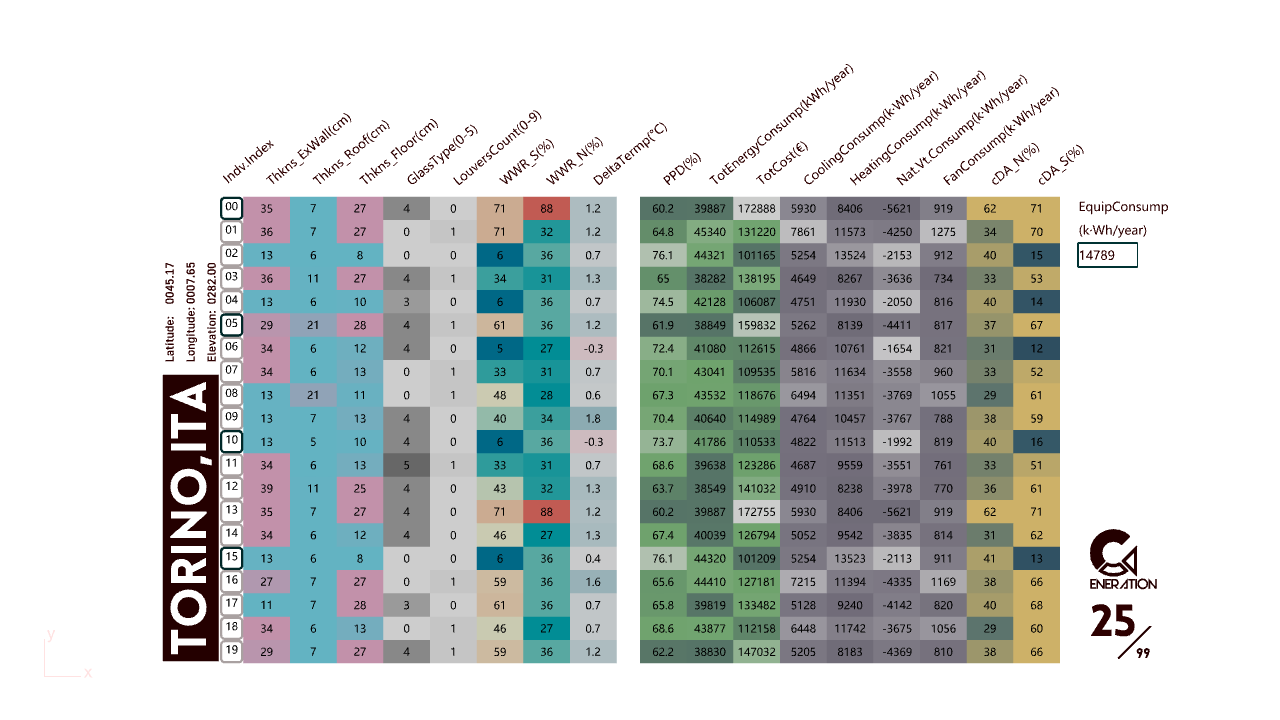 Indv.Index Thkns_ExWall(cm) Thkns_Roof(cm) Thkns_Floor(cm) GlassType(0-5) LouversCount(0-9) WWR_S(%) WWR_N(%) DeltaTermp(°C) PPD(%) TotEnergyConsump(kWh/year) TotCost(€) CoolingConsump(k·Wh/year) HeatingConsump(k·Wh/year) Nat.Vt.Consump(k·Wh/year) FanConsump(k·Wh/year) cDA_N(%) cDA_S(%)
00 35 7 27 4 0 71 88 1.2 60.2 39887 172888 5930 8406 -5621 919 62 71
01 36 7 27 0 1 71 32 1.2 64.8 45340 131220 7861 11573 -4250 1275 34 70
02 13 6 8 0 0 6 36 0.7 76.1 44321 101165 5254 13524 -2153 912 40 15
03 36 11 27 4 1 34 31 1.3 65 38282 138195 4649 8267 -3636 734 33 53
04 13 6 10 3 0 6 36 0.7 74.5 42128 106087 4751 11930 -2050 816 40 14
05 29 21 28 4 1 61 36 1.2 61.9 38849 159832 5262 8139 -4411 817 37 67
06 34 6 12 4 0 5 27 -0.3 72.4 41080 112615 4866 10761 -1654 821 31 12
07 34 6 13 0 1 33 31 0.7 70.1 43041 109535 5816 11634 -3558 960 33 52
08 13 21 11 0 1 48 28 0.6 67.3 43532 118676 6494 11351 -3769 1055 29 61
09 13 7 13 4 0 40 34 1.8 70.4 40640 114989 4764 10457 -3767 788 38 59
10 13 5 10 4 0 6 36 -0.3 73.7 41786 110533 4822 11513 -1992 819 40 16
11 34 6 13 5 1 33 31 0.7 68.6 39638 123286 4687 9559 -3551 761 33 51
12 39 11 25 4 0 43 32 1.3 63.7 38549 141032 4910 8238 -3978 770 36 61
13 35 7 27 4 0 71 88 1.2 60.2 39887 172755 5930 8406 -5621 919 62 71
14 34 6 12 4 0 46 27 1.3 67.4 40039 126794 5052 9542 -3835 814 31 62
15 13 6 8 0 0 6 36 0.4 76.1 44320 101209 5254 13523 -2113 911 41 13
16 27 7 27 0 1 59 36 1.6 65.6 44410 127181 7215 11394 -4335 1169 38 66
17 11 7 28 3 0 61 36 0.7 65.8 39819 133482 5128 9240 -4142 820 40 68
18 34 6 13 0 1 46 27 0.7 68.6 43877 112158 6448 11742 -3675 1056 29 60
19 29 7 27 4 1 59 36 1.2 62.2 38830 147032 5205 8183 -4369 810 38 66
Latitude: 0045.17
Longitude: 0007.65
Elevation: 0282.00
TORINO,ITA
EquipConsump
(k·Wh/year)
14789
ENERATION
25/99
y
x